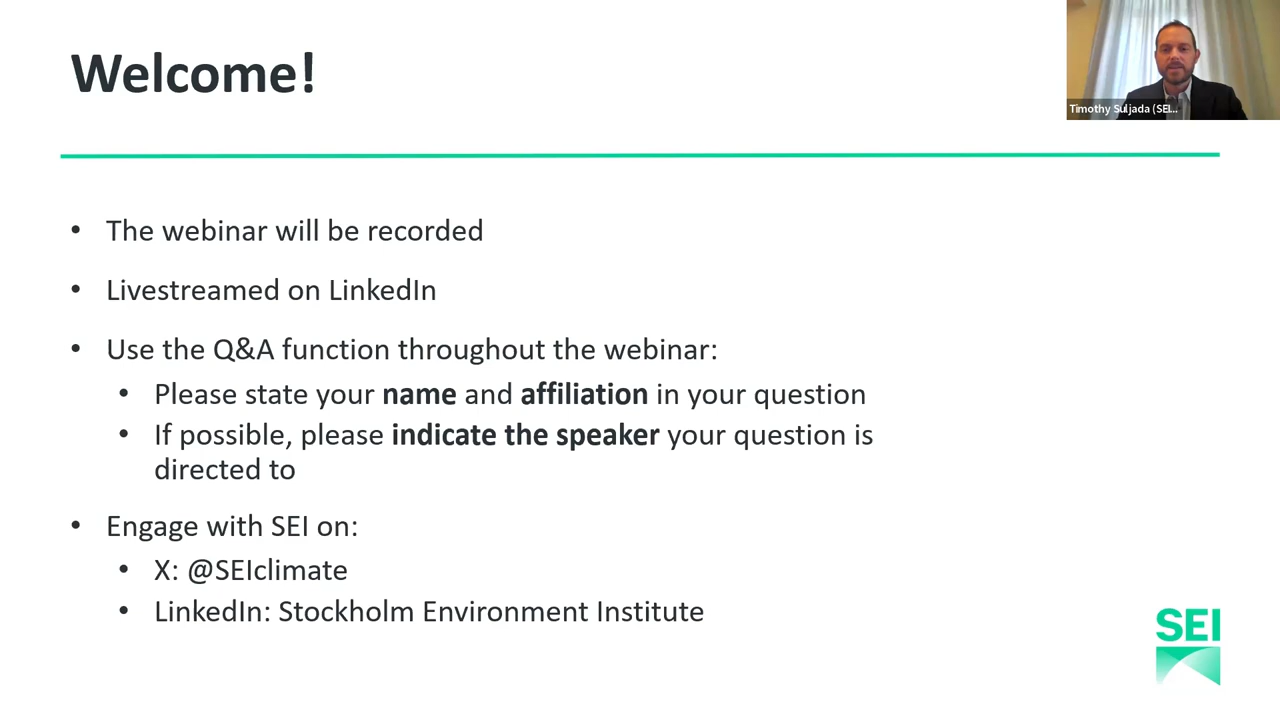 Welcome!
Timothy Suljada (SEI...
• The webinar will be recorded
• Livestreamed on LinkedIn
• Use the Q&A function throughout the webinar:
• Please state your name and affiliation in your question
• If possible, please indicate the speaker your question is
directed to
• Engage with SEI on:
• X: @SEIclimate
• LinkedIn: Stockholm Environment Institute
SEI